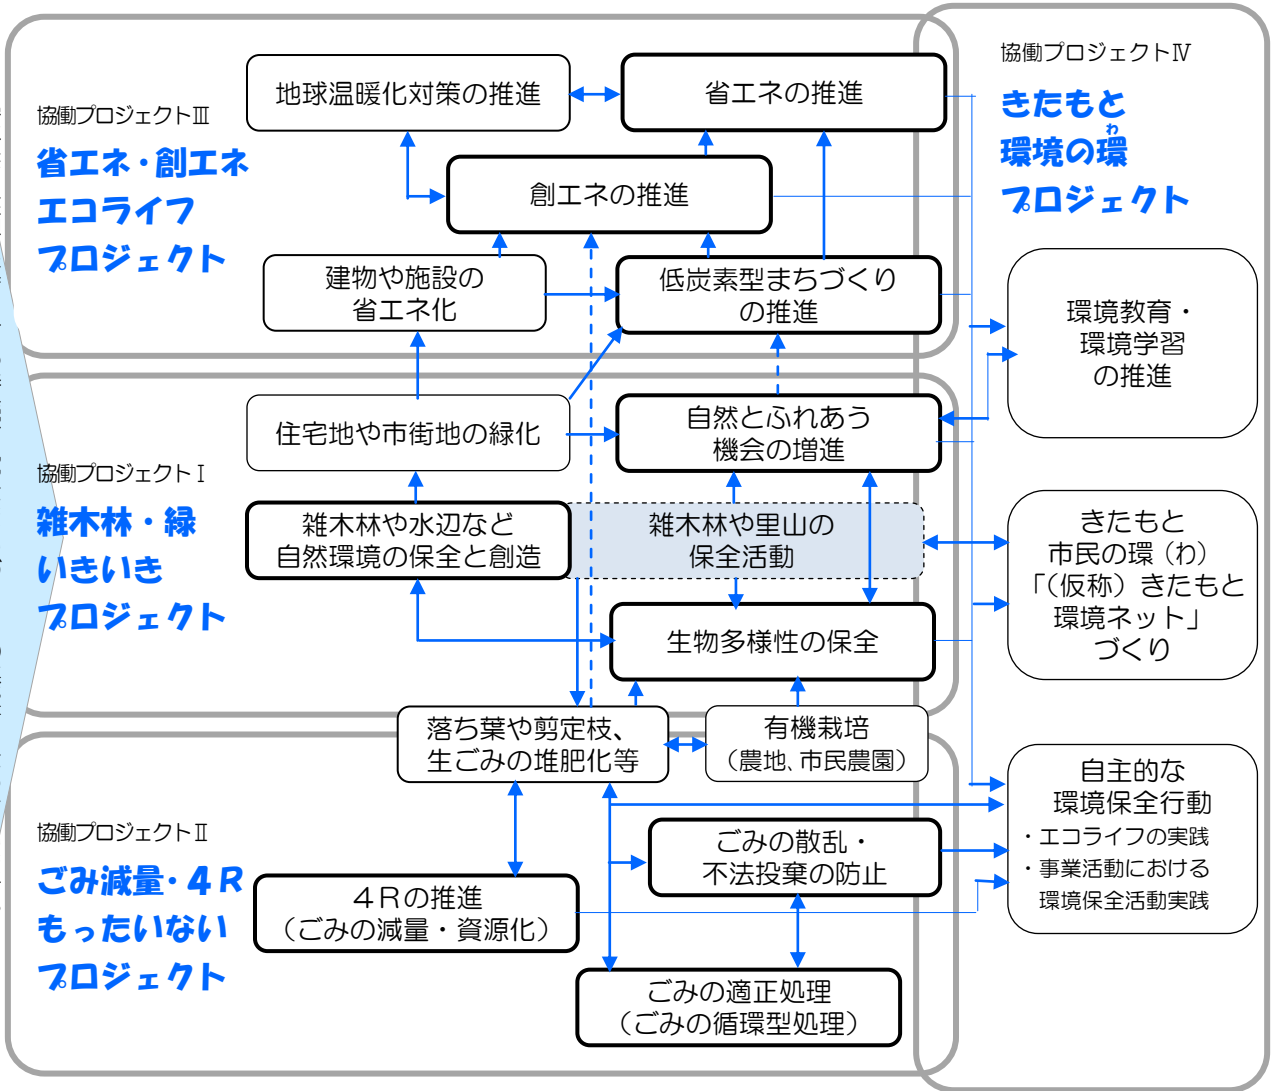 協働プロジェクトⅢ
省エネ・創エネ
エコライフ
プロジェクト
地球温暖化対策の推進
省エネの推進
創エネの推進
建物や施設の
省エネ化
低炭素型まちづくり
の推進
協働プロジェクトⅠ
雑木林・緑
いきいき
プロジェクト
住宅地や市街地の緑化
自然とふれあう
機会の増進
雑木林や水辺など
自然環境の保全と創造
雑木林や里山の
保全活動
生物多様性の保全
落ち葉や剪定枝、
生ごみの堆肥化等
有機栽培
（農地、市民農園）
協働プロジェクトⅡ
ごみ減量・４Ｒ
もったいない
プロジェクト
ごみの散乱・
不法投棄の防止
４Ｒの推進
（ごみの減量・資源化）
ごみの適正処理
（ごみの循環型処理）
協働プロジェクトⅣ
きたもと
わ
環境の環
プロジェクト
環境教育・
環境学習
の推進
きたもと
市民の環（わ）
「（仮称）きたもと
環境ネット」
づくり
自主的な
環境保全行動
・エコライフの実践
・事業活動における
環境保全活動実践